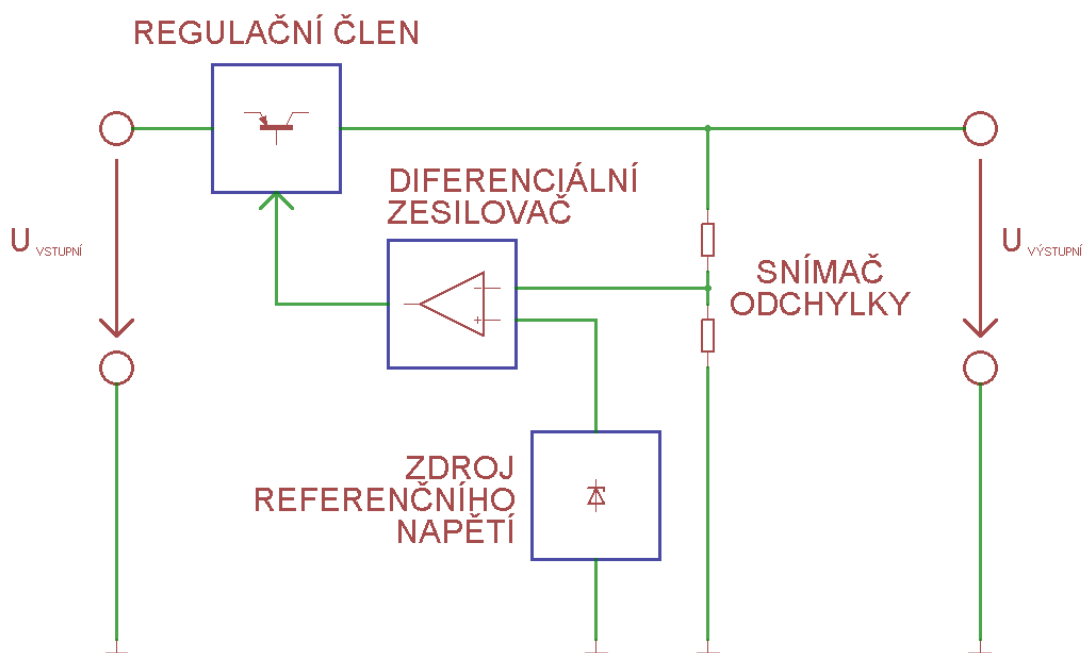 REGULAČNÍ ČLEN
DIFERENCIÁLNÍ
ZESILOVAČ
U VSTUPNÍ
U VÝSTUPNÍ
SNÍMAČ
ODCHYLKY
ZDROJ
REFERENČNÍHO
NAPĚTÍ